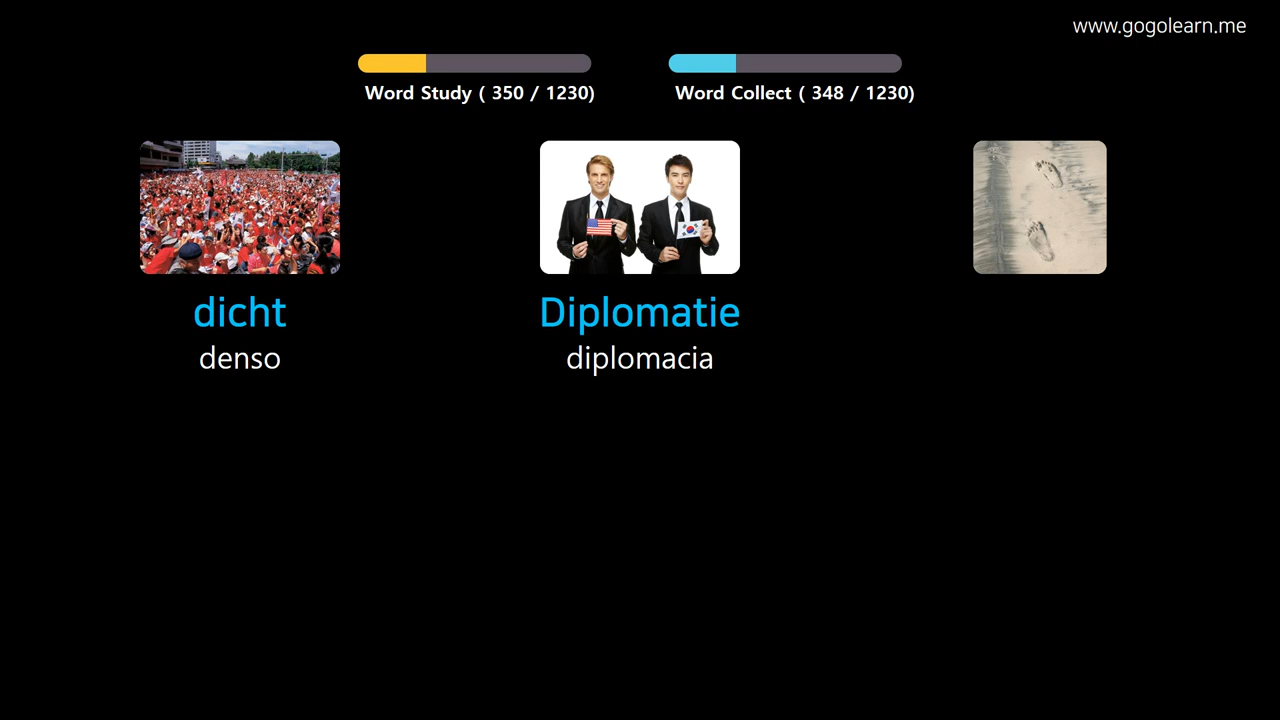 www.gogolearn.me
Word Study ( 350 / 1230)
Word Collect ( 348 / 1230)
dicht
denso
Diplomatie
diplomacia